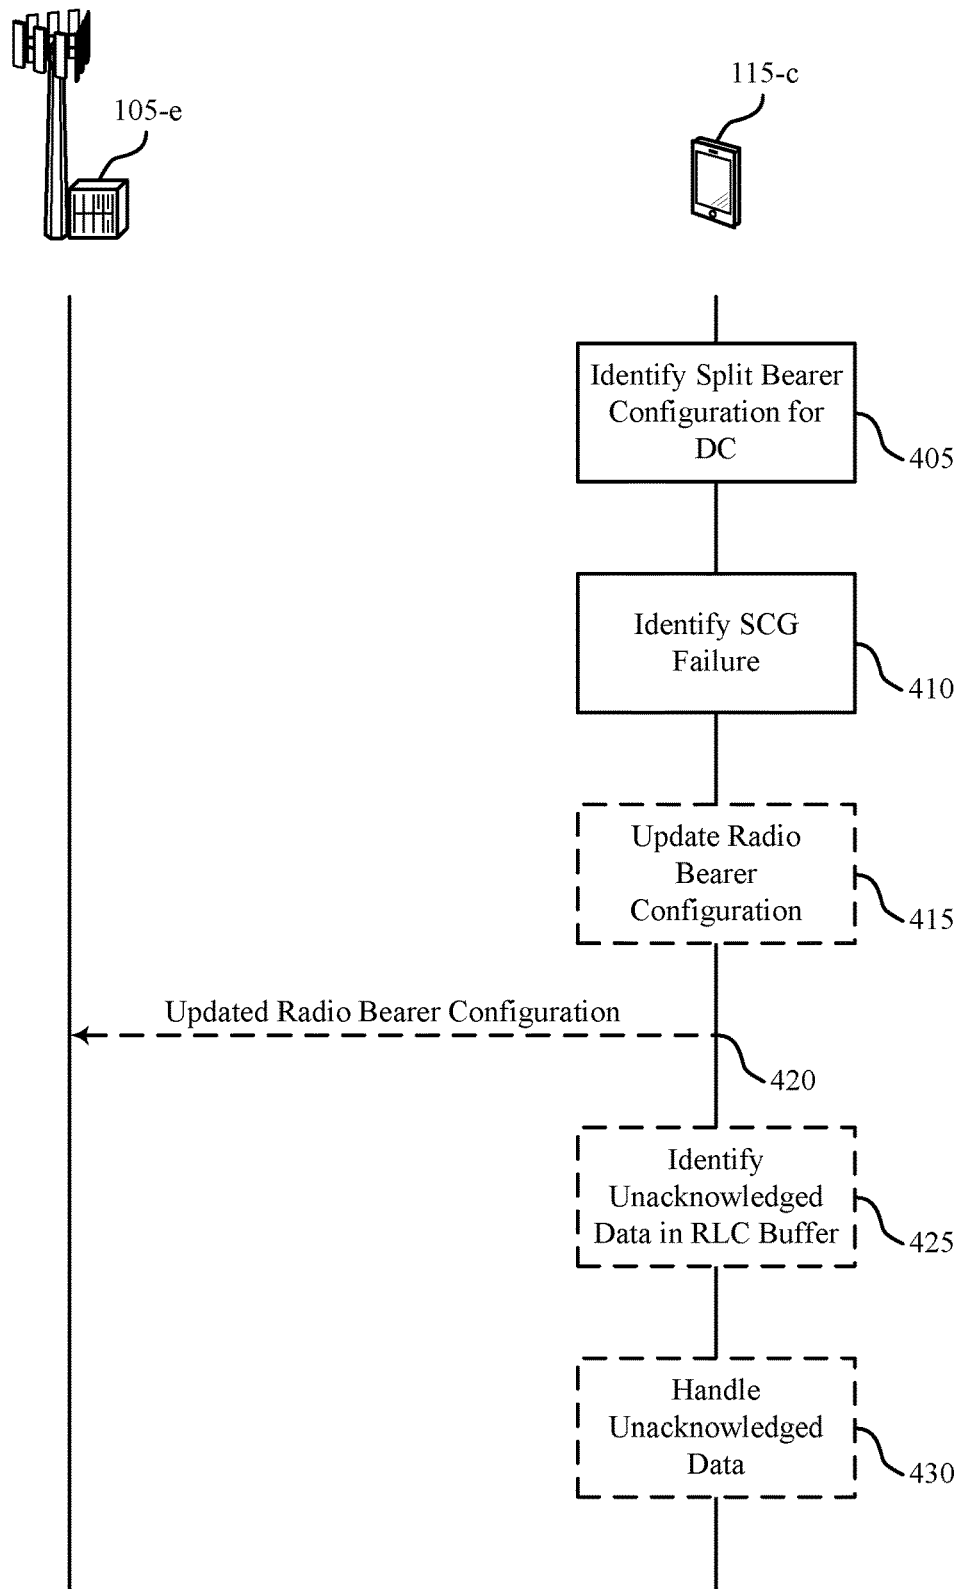 115-c
105-e
Identify Split Bearer
Configuration for
DC
405
Identify SCG
Failure
410
Update Radio
Bearer
Configuration
415
Updated Radio Bearer Configuration
420
Identify
Unacknowledged
Data in RLC Buffer
425
Handle
Unacknowledged
Data
430